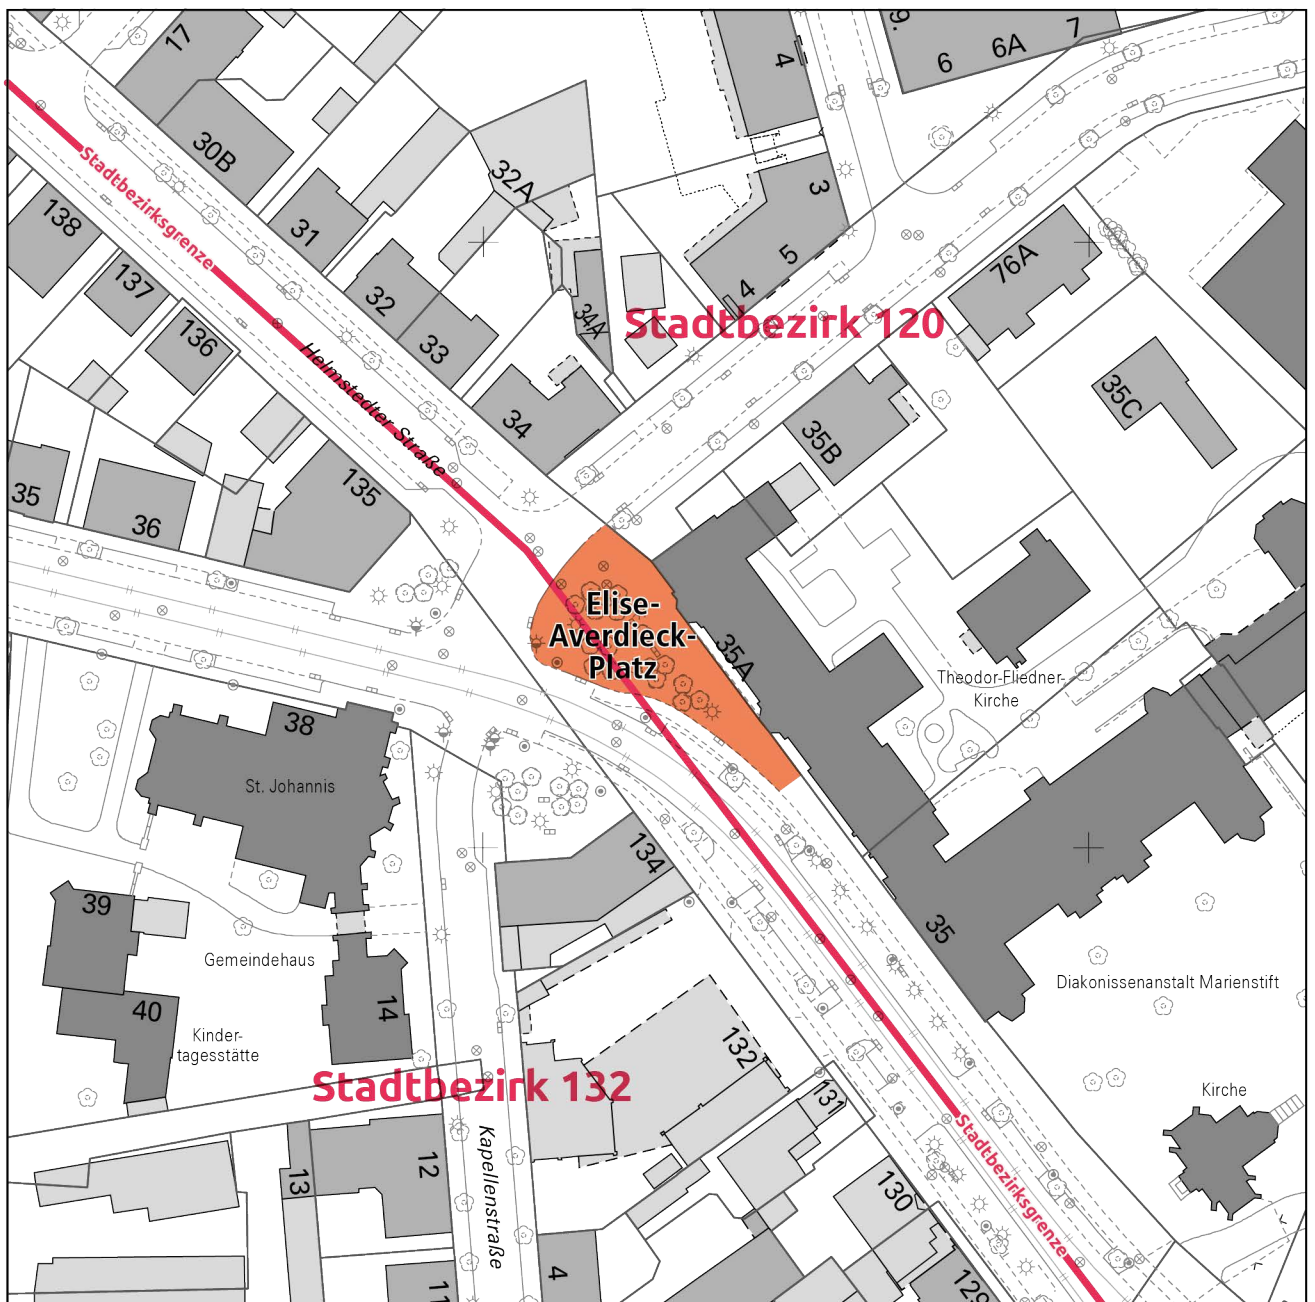 17
4
9.
6
6A
7
30B
32A
3
138
31
5
76A
137
32
4
Stadtbezirksgrenze
136
33
34A
Stadtbezirk 120
Helmstedter Straße
34
35B
35C
35
36
135
Elise-
Averdieck-
Platz
35A
Theodor-Fliedner-
Kirche
38
St. Johannis
134
39
35
Gemeindehaus
Diakonissenanstalt Marienstift
40
14
Kinder-
tagesstätte
132
Stadtbezirk 132
131
Kirche
Stadtbezirksgrenze
Kapellenstraße
12
13
130
4
11
129